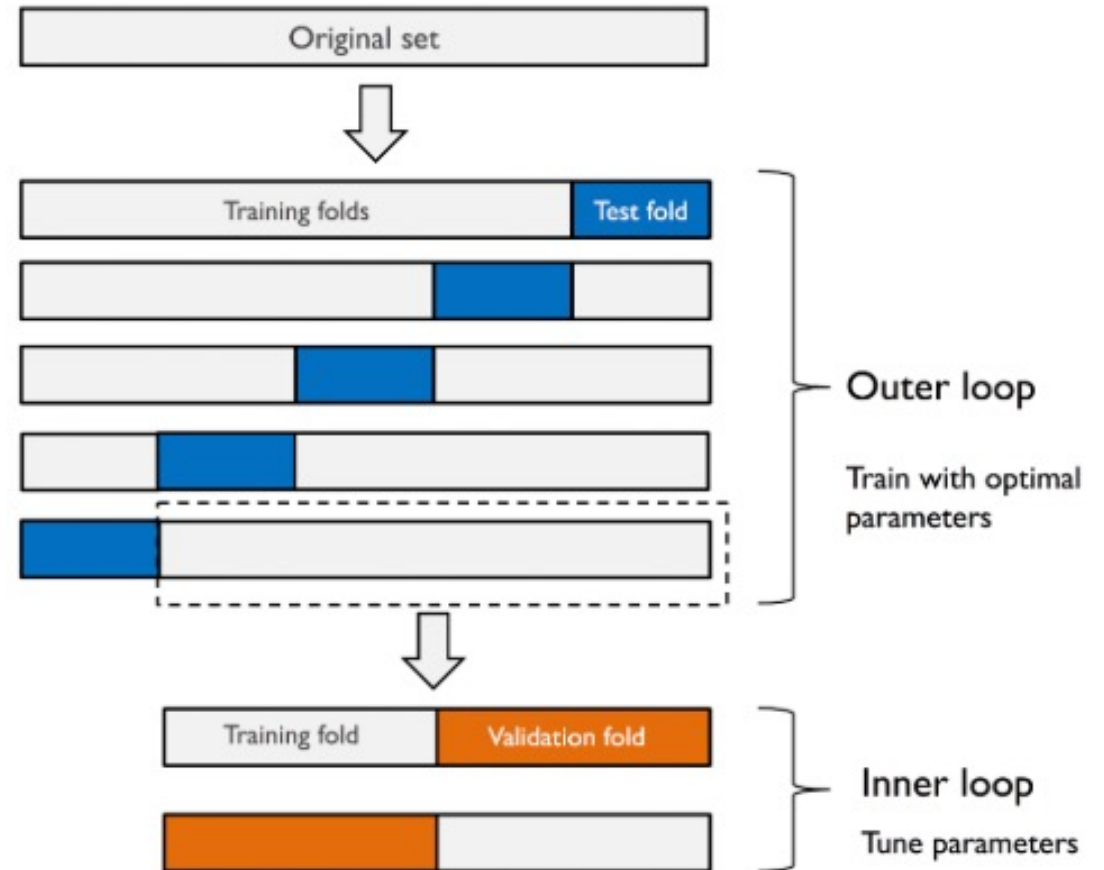 Original set
Training folds
Test fold
Outer loop
Train with optimal
parameters
Training fold
Validation fold
Inner loop
Tune parameters